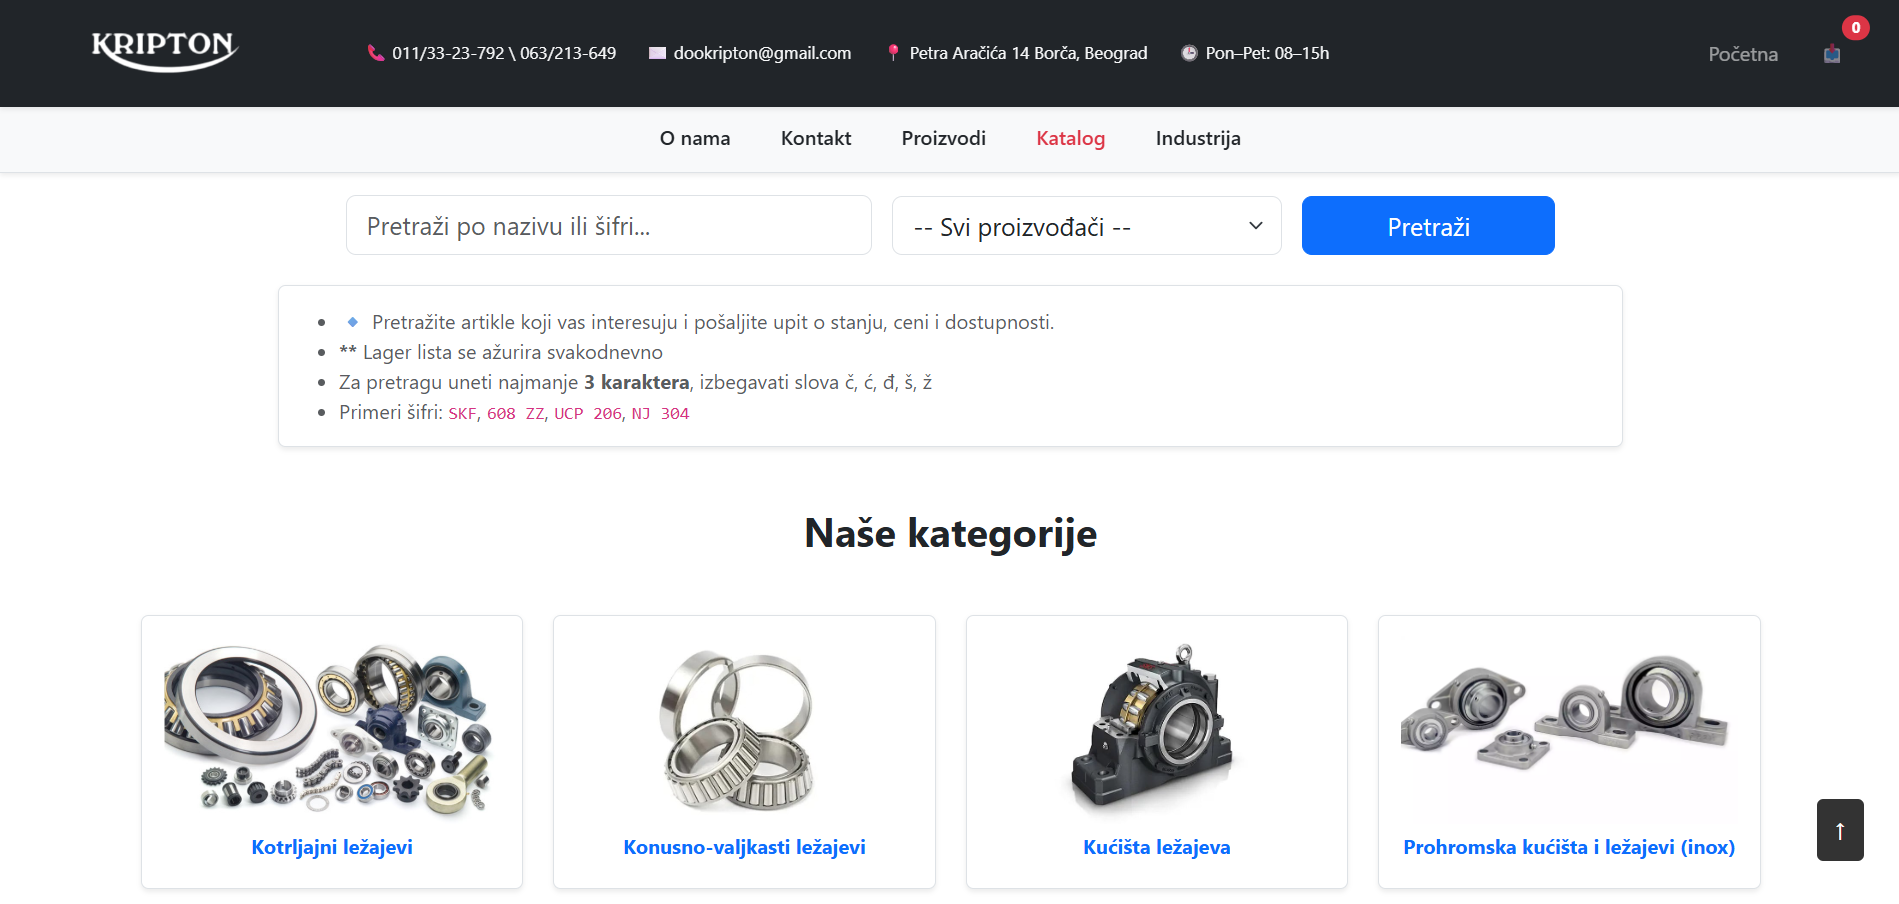 KRIPTON
011/33-23-792 \ 063/213-649
dookripton@gmail.com
Petra Aračića 14 Borča, Beograd
Pon–Pet: 08–15h
Početna
0
O nama
Kontakt
Proizvodi
Katalog
Industrija
Pretraži po nazivu ili šifri...
-- Svi proizvođači --
Pretraži
Pretražite artikle koji vas interesuju i pošaljite upit o stanju, ceni i dostupnosti.
** Lager lista se ažurira svakodnevno
Za pretragu uneti najmanje 3 karaktera, izbegavati slova č, ć, đ, š, ž
Primeri šifri: SKF, 608 ZZ, UCP 206, NJ 304
Naše kategorije
Kotrljajni ležajevi
Konusno-valjkasti ležajevi
Kućišta ležajeva
Prohromska kućišta i ležajevi (inox)
↑